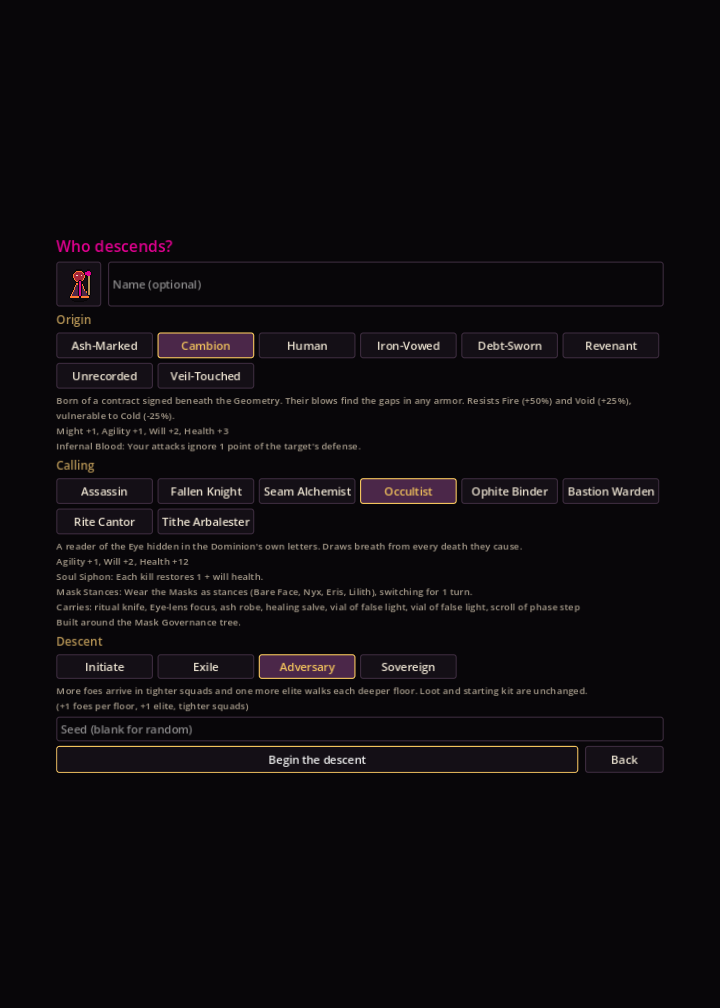 Who descends?
Name (optional)
Origin
Ash-Marked Cambion Human Iron-Vowed Debt-Sworn Revenant
Unrecorded Veil-Touched
Born of a contract signed beneath the Geometry. Their blows find the gaps in any armor. Resists Fire (+50%) and Void (+25%),
vulnerable to Cold (-25%).
Might +1, Agility +1, Will +2, Health +3
Infernal Blood: Your attacks ignore 1 point of the target's defense.
Calling
Assassin Fallen Knight Seam Alchemist Occultist Ophite Binder Bastion Warden
Rite Cantor Tithe Arbalester
A reader of the Eye hidden in the Dominion's own letters. Draws breath from every death they cause.
Agility +1, Will +2, Health +12
Soul Siphon: Each kill restores 1 + will health.
Mask Stances: Wear the Masks as stances (Bare Face, Nyx, Eris, Lilith), switching for 1 turn.
Carries: ritual knife, Eye-lens focus, ash robe, healing salve, vial of false light, vial of false light, scroll of phase step
Built around the Mask Governance tree.
Descent
Initiate Exile Adversary Sovereign
More foes arrive in tighter squads and one more elite walks each deeper floor. Loot and starting kit are unchanged.
(+1 foes per floor, +1 elite, tighter squads)
Seed (blank for random)
Begin the descent Back